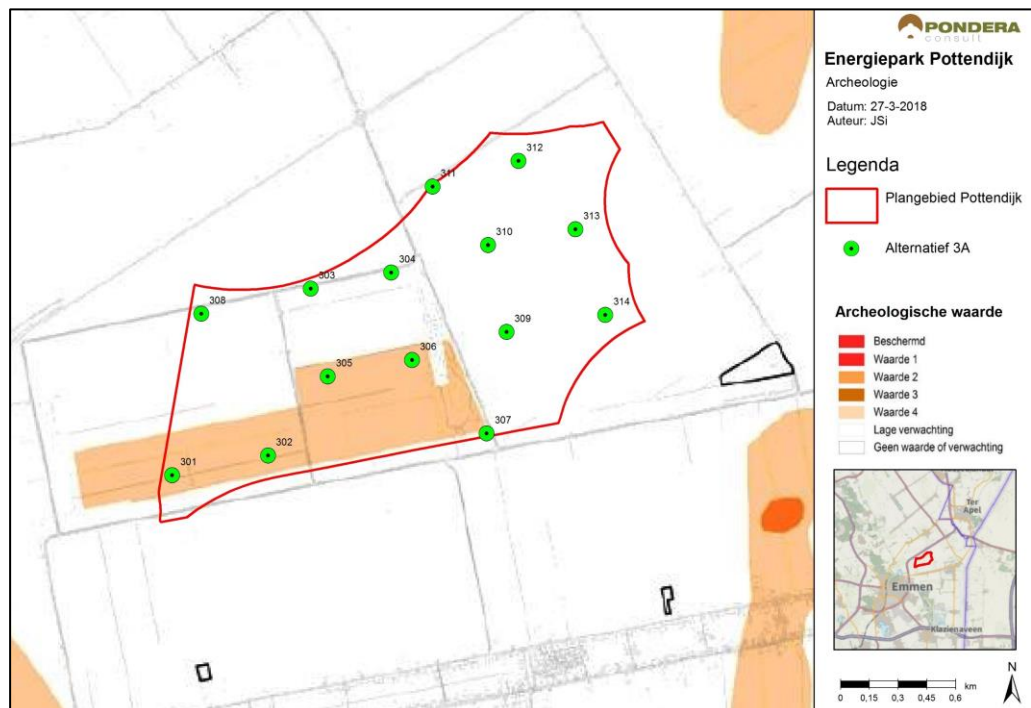 PONDERA
consult
Energiepark Pottendijk
Archeologie
Datum: 27-3-2018
Auteur: JSi
Legenda
Plangebied Pottendijk
Alternatief 3A
Archeologische waarde
Beschermd
Waarde 1
Waarde 2
Waarde 3
Waarde 4
Lage verwachting
Geen waarde of verwachting
312
311
313
310
304
303
308
314
309
306
305
307
302
301
Ter
Apel
Emmen
Klazienaveen
N
0 0,15 0,3 0,45 0,6 km